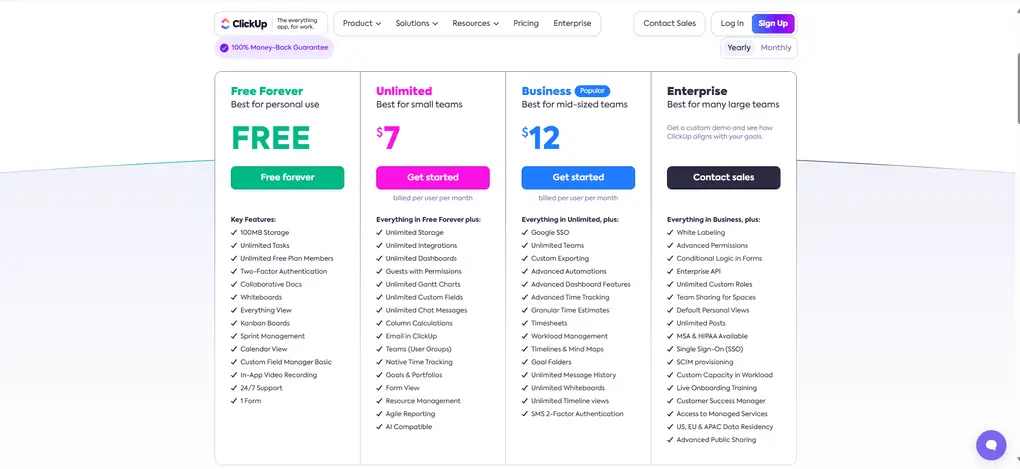 ClickUp
The everything
app, for work.
Product
Solutions
Resources
Pricing
Enterprise
Contact Sales
Log In
Sign Up
100% Money-Back Guarantee
Yearly
Monthly
Free Forever
Best for personal use
FREE
Free forever
Key Features:
100MB Storage
Unlimited Tasks
Unlimited Free Plan Members
Two-Factor Authentication
Collaborative Docs
Whiteboards
Everything View
Kanban Boards
Sprint Management
Calendar View
Custom Field Manager Basic
In-App Video Recording
24/7 Support
1 Form
Unlimited
Best for small teams
$7
Get started
billed per user per month
Everything in Free Forever plus:
Unlimited Storage
Unlimited Integrations
Unlimited Dashboards
Guests with Permissions
Unlimited Gantt Charts
Unlimited Custom Fields
Unlimited Chat Messages
Column Calculations
Email in ClickUp
Teams (User Groups)
Native Time Tracking
Goals & Portfolios
Form View
Resource Management
Agile Reporting
AI Compatible
Business
Popular
Best for mid-sized teams
$12
Get started
billed per user per month
Everything in Unlimited, plus:
Google SSO
Unlimited Teams
Custom Exporting
Advanced Automations
Advanced Dashboard Features
Advanced Time Tracking
Granular Time Estimates
Timesheets
Workload Management
Timelines & Mind Maps
Goal Folders
Unlimited Message History
Unlimited Whiteboards
Unlimited Timeline views
SMS 2-Factor Authentication
Enterprise
Best for many large teams
Get a custom demo and see how
ClickUp aligns with your goals.
Contact sales
Everything in Business, plus:
White Labeling
Advanced Permissions
Conditional Logic in Forms
Enterprise API
Unlimited Custom Roles
Team Sharing for Spaces
Default Personal Views
Unlimited Posts
MSA & HIPAA Available
Single Sign-On (SSO)
SCIM provisioning
Custom Capacity in Workload
Live Onboarding Training
Customer Success Manager
Access to Managed Services
US, EU & APAC Data Residency
Advanced Public Sharing